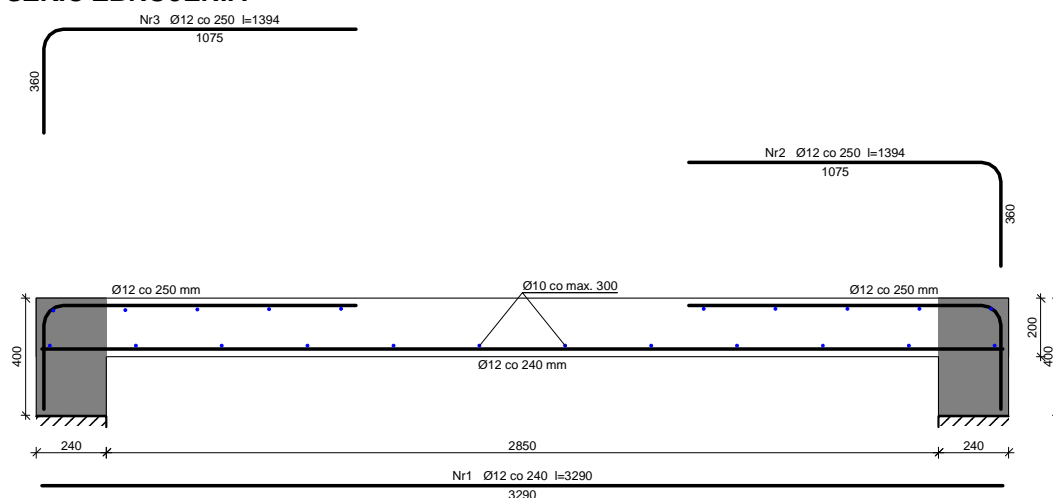 Nr3 Ø12 co 250 l=1394
1075
360
Nr2 Ø12 co 250 l=1394
1075
360
Ø12 co 250 mm
Ø10 co max. 300
Ø12 co 250 mm
400
200
400
Ø12 co 240 mm
240
2850
240
Nr1 Ø12 co 240 l=3290
3290